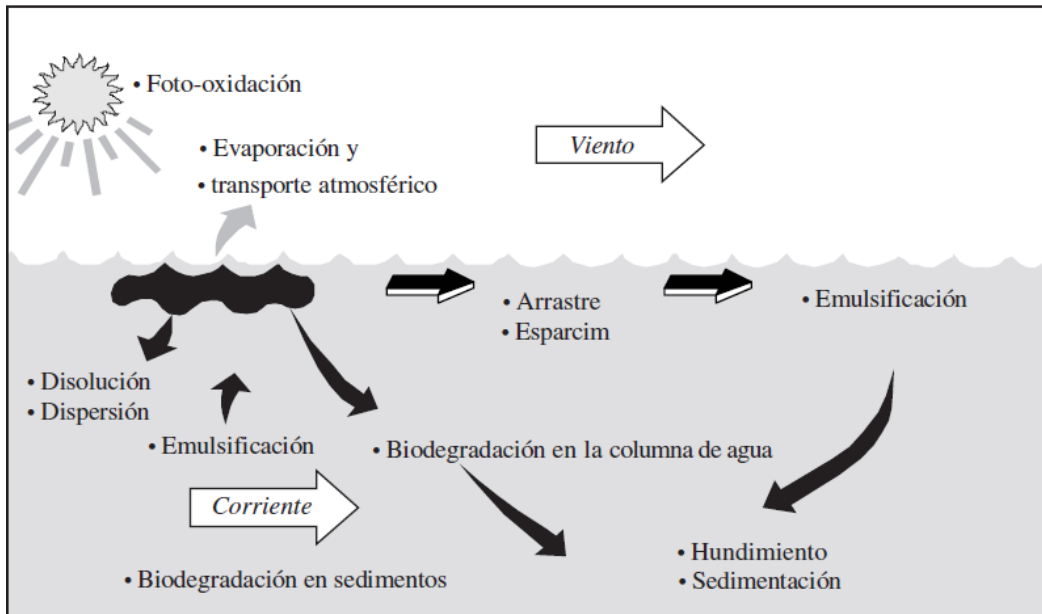 • Foto-oxidación
• Evaporación y
• transporte atmosférico
Viento
• Arrastre
• Esparcim
• Emulsificación
• Disolución
• Dispersión
• Emulsificación
• Biodegradación en la columna de agua
Corriente
• Hundimiento
• Sedimentación
• Biodegradación en sedimentos